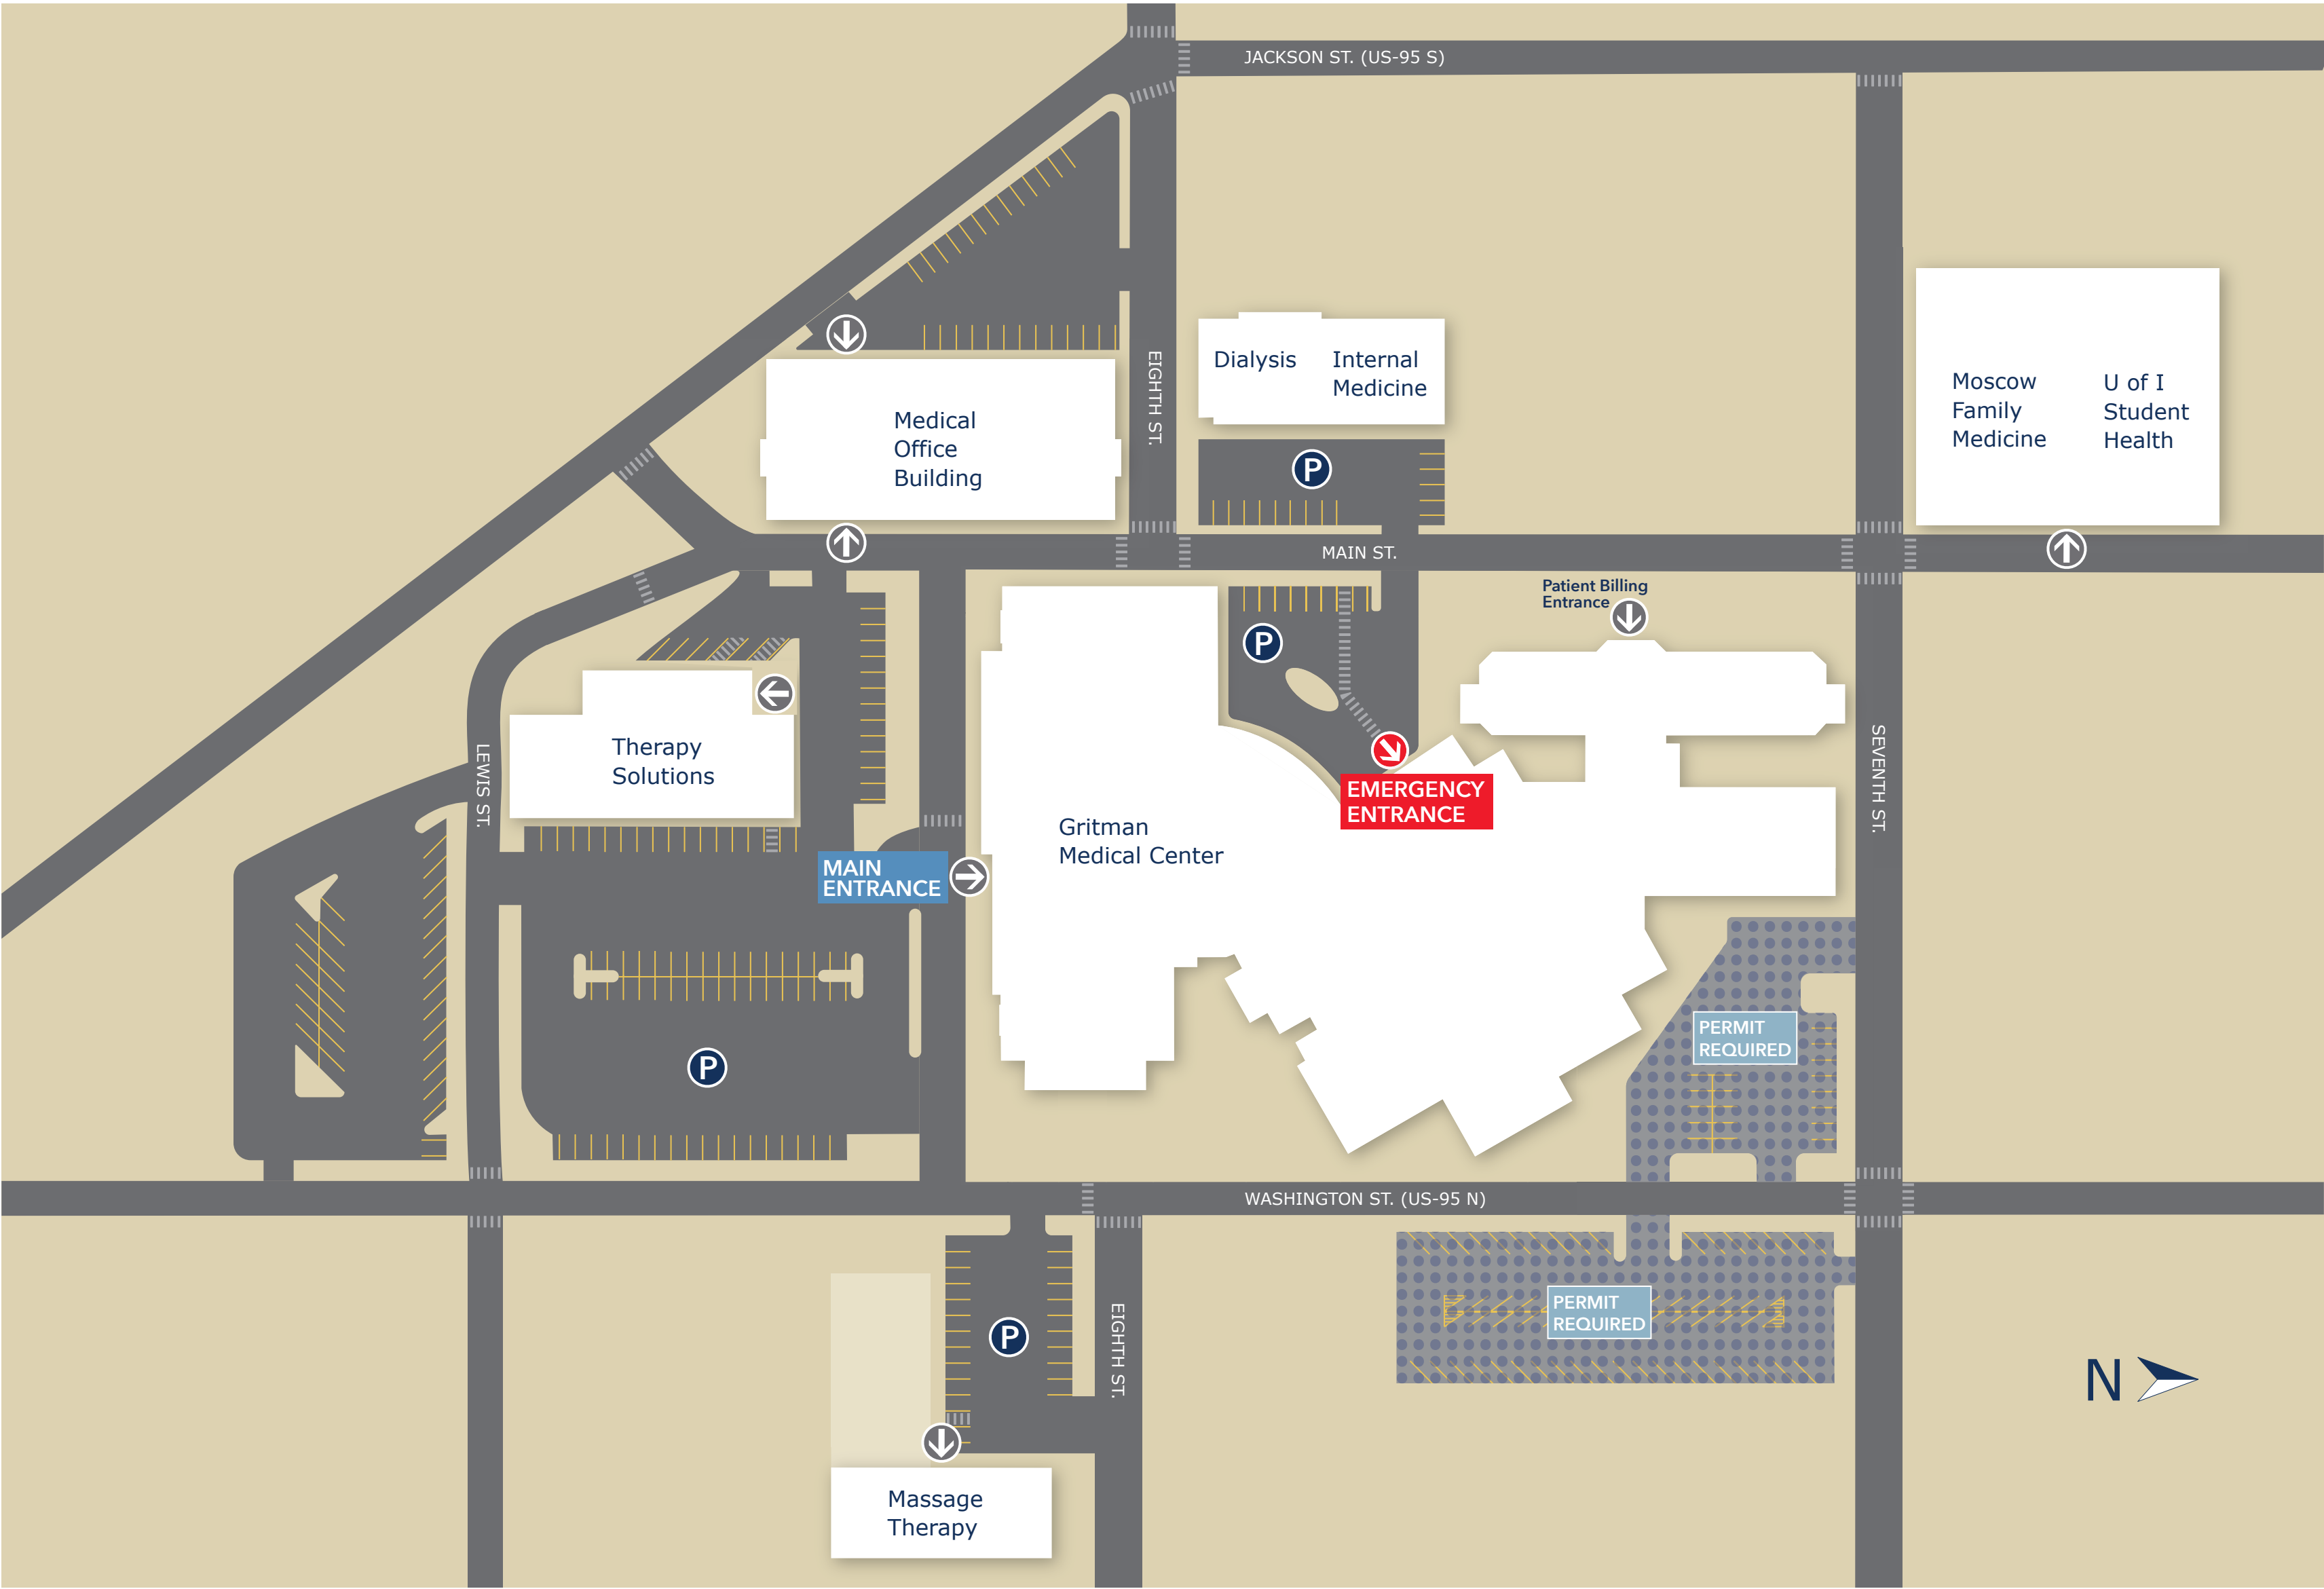 JACKSON ST. (US-95 S)
EIGHTH ST.
Dialysis
Internal
Medicine
Moscow
Family
Medicine
U of I
Student
Health
Medical
Office
Building
P
MAIN ST.
Patient Billing
Entrance
P
Therapy
Solutions
LEWIS ST.
SEVENTH ST.
EMERGENCY
ENTRANCE
Gritman
Medical Center
MAIN
ENTRANCE
PERMIT
REQUIRED
P
WASHINGTON ST. (US-95 N)
PERMIT
REQUIRED
P
EIGHTH ST.
N
Massage
Therapy